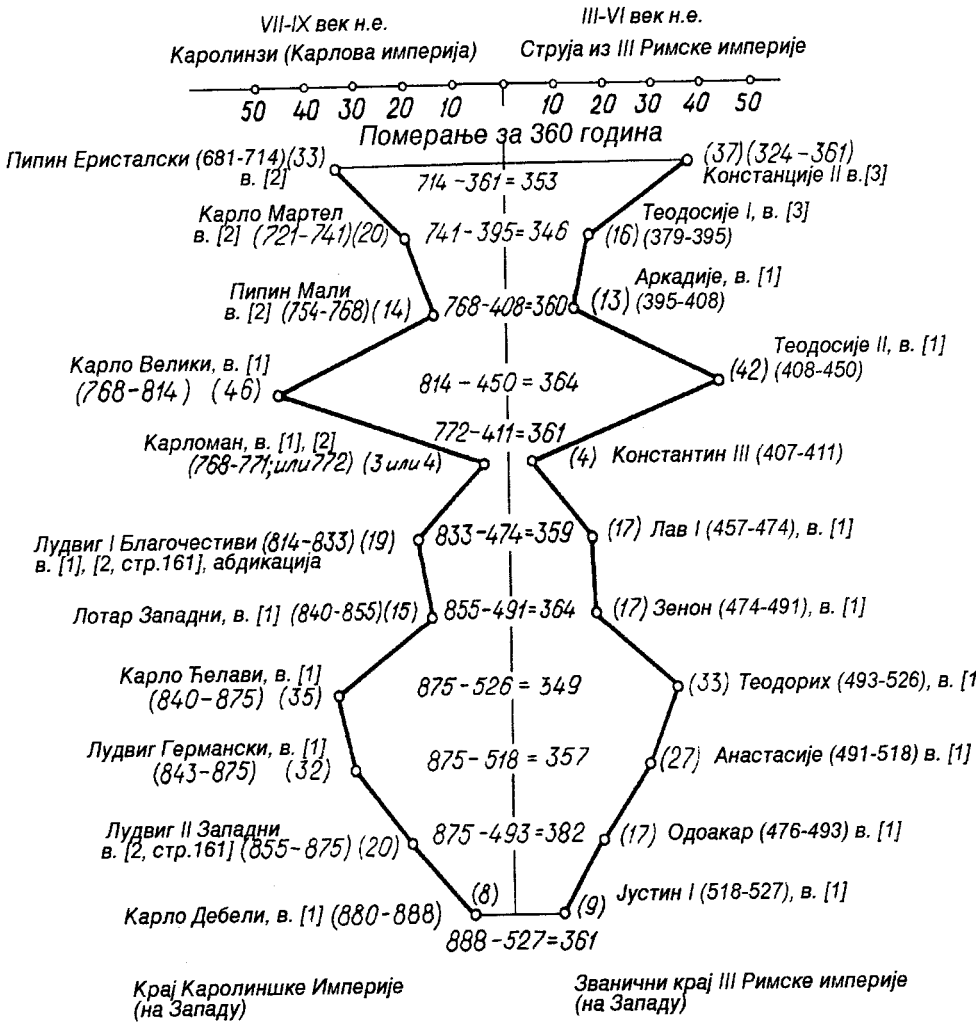 VII-IX век н.е.
Каролинзи (Карлова империја)
III-VI век н.е.
Струја из III Римске империје
50 40 30 20 10 10 20 30 40 50
Померање за 360 година
Пипин Еристалски (681-714)(33)
в. [2]
714-361=353
(37)(324-361)
Констанције II в.[3]
Карло Мартел
в. [2] (721-741)(20)
741-395=346
Теодосије I, в. [3]
(16) (379-395)
Пипин Мали
в. [2] (754-768)(14)
768-408=360
Аркадије, в. [1]
(13) (395-408)
Карло Велики, в. [1]
(768-814) (46)
814-450=364
Теодосије II, в. [1]
(42) (408-450)
Карломан, в. [1], [2]
(768-771;или 772) (3 или 4)
772-411=361
(4) Константин III (407-411)
Лудвиг I Благочестиви (814-833) (19)
в. [1], [2, стр.161], абдикација
833-474=359
(17) Лав I (457-474), в. [1]
Лотар Западни, в. [1] (840-855)(15)
855-491=364
(17) Зенон (474-491), в. [1]
Карло Ћелави, в. [1]
(840-875) (35)
875-526=349
(33) Теодорих (493-526), в. [1
Лудвиг Германски, в. [1]
(843-875) (32)
875-518=357
(27) Анастасије (491-518) в. [1]
Лудвиг II Западни
в. [2, стр.161] (855-875) (20)
875-493=382
(17) Одоакар (476-493) в. [1]
Карло Дебели, в. [1] (880-888)
(8)
888-527=361
(9)
Јустин I (518-527), в. [1]
Крај Каролиншке Империје
(на Западу)
Званични крај III Римске империје
(на Западу)